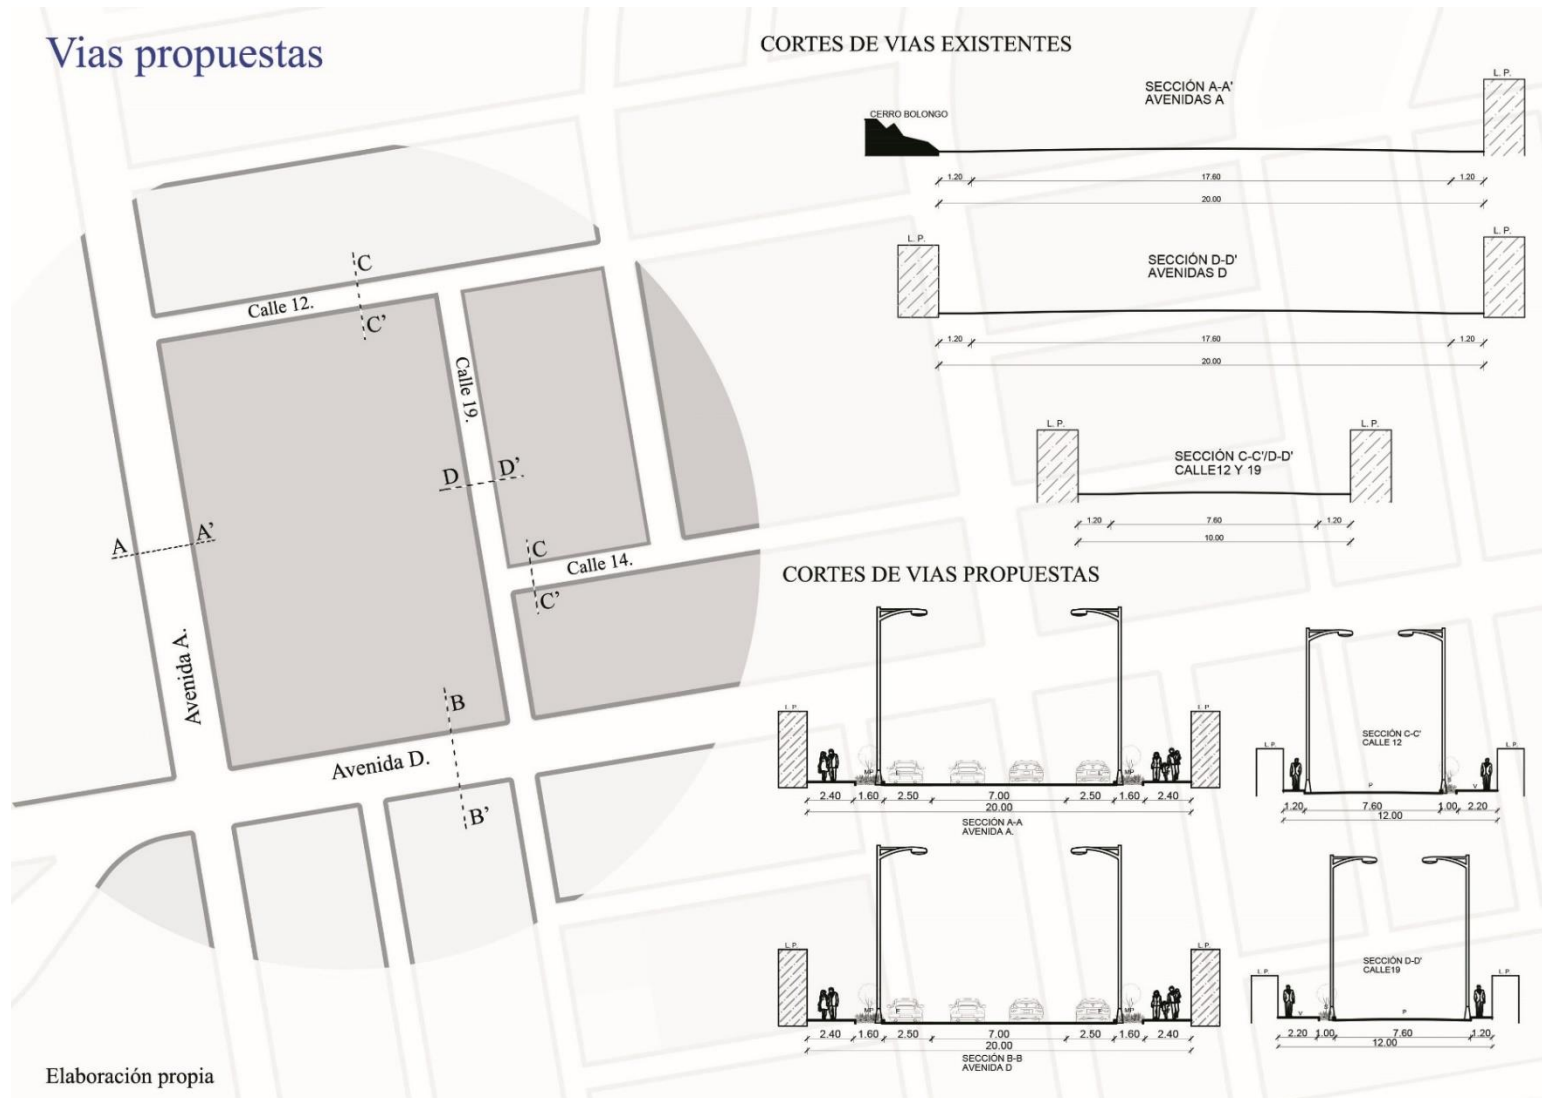 Vias propuestas
CORTES DE VIAS EXISTENTES
L. P.
SECCIÓN A-A'
AVENIDAS A
CERRO BOLONGO
1.20 17.60 1.20
20.00
L. P. L. P.
SECCIÓN D-D'
AVENIDAS D
1.20 17.60 1.20
20.00
L. P. L. P.
SECCIÓN C-C'/D-D'
CALLE12 Y 19
1.20 7.60 1.20
10.00
C
Calle 12.
C'
Calle 19.
D D'
A A'
C
Calle 14.
C'
Avenida A.
B
Avenida D.
B'
CORTES DE VIAS PROPUESTAS
L. P. L. P.
MP MP
2.40 1.60 2.50 7.00 2.50 1.60 2.40
20.00
SECCIÓN A-A
AVENIDA A.
SECCIÓN C-C'
CALLE 12
L. P. L. P.
P V
1.20 7.60 1.00 2.20
12.00
L. P. L. P.
MP E E MP
2.40 1.60 2.50 7.00 2.50 1.60 2.40
20.00
SECCIÓN B-B
AVENIDA D
SECCIÓN D-D'
CALLE19
L. P. L. P.
V P
2.20 1.00 7.60 1.20
12.00
Elaboración propia